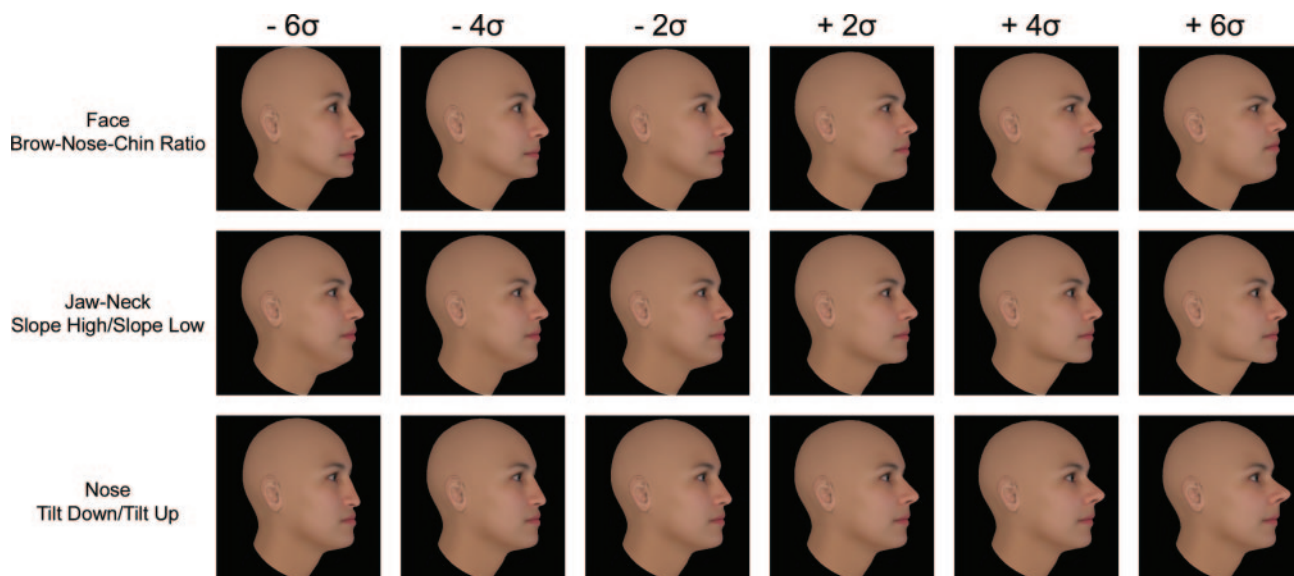 - 6σ - 4σ - 2σ + 2σ + 4σ + 6σ
Face
Brow-Nose-Chin Ratio
Jaw-Neck
Slope High/Slope Low
Nose
Tilt Down/Tilt Up